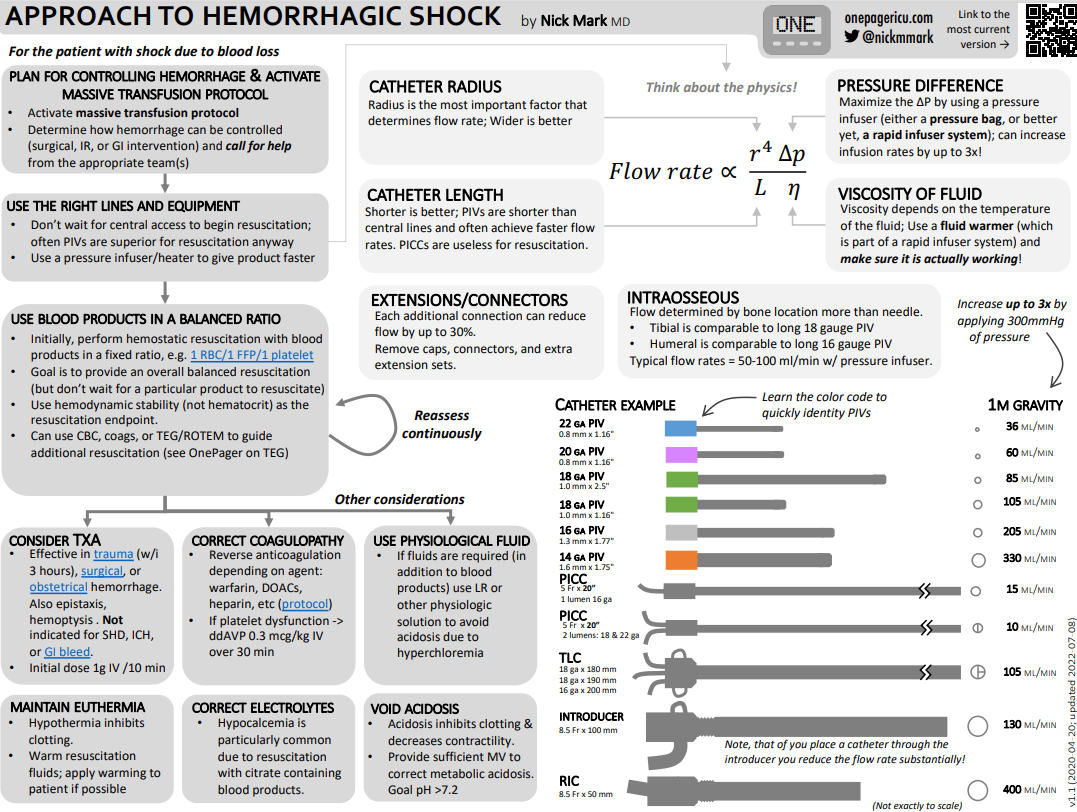 APPROACH TO HEMORRHAGIC SHOCK
by Nick Mark MD
ONE
onepagericu.com
@nickmmark
Link to the
most current
version →
For the patient with shock due to blood loss
PLAN FOR CONTROLLING HEMORRHAGE & ACTIVATE
MASSIVE TRANSFUSION PROTOCOL
• Activate massive transfusion protocol
• Determine how hemorrhage can be controlled
(surgical, IR, or GI intervention) and call for help
from the appropriate team(s)
USE THE RIGHT LINES AND EQUIPMENT
• Don't wait for central access to begin resuscitation;
often PIVs are superior for resuscitation anyway
• Use a pressure infuser/heater to give product faster
USE BLOOD PRODUCTS IN A BALANCED RATIO
• Initially, perform hemostatic resuscitation with blood
products in a fixed ratio, e.g. 1 RBC/1 FFP/1 platelet
• Goal is to provide an overall balanced resuscitation
(but don't wait for a particular product to resuscitate)
• Use hemodynamic stability (not hematocrit) as the
resuscitation endpoint.
• Can use CBC, coags, or TEG/ROTEM to guide
additional resuscitation (see OnePager on TEG)
Reassess
continuously
Other considerations
CONSIDER TXA
• Effective in trauma (w/i
3 hours), surgical, or
obstetrical hemorrhage.
Also epistaxis,
hemoptysis . Not
indicated for SHD, ICH,
or GI bleed.
• Initial dose 1g IV /10 min
CORRECT COAGULOPATHY
• Reverse anticoagulation
depending on agent:
warfarin, DOACs,
heparin, etc (protocol)
• If platelet dysfunction ->
ddAVP 0.3 mcg/kg IV
over 30 min
USE PHYSIOLOGICAL FLUID
• If fluids are required (in
addition to blood
products) use LR or
other physiologic
solution to avoid
acidosis due to
hyperchloremia
MAINTAIN EUTHERMIA
• Hypothermia inhibits
clotting.
• Warm resuscitation
fluids; apply warming to
patient if possible
CORRECT ELECTROLYTES
• Hypocalcemia is
particularly common
due to resuscitation
with citrate containing
blood products.
VOID ACIDOSIS
• Acidosis inhibits clotting &
decreases contractility.
• Provide sufficient MV to
correct metabolic acidosis.
Goal pH >7.2
CATHETER RADIUS
Radius is the most important factor that
determines flow rate; Wider is better
CATHETER LENGTH
Shorter is better; PIVs are shorter than
central lines and often achieve faster flow
rates. PICCs are useless for resuscitation.
Think about the physics!
Flow rate ∝ r⁴ Δp / L η
PRESSURE DIFFERENCE
Maximize the ΔP by using a pressure
infuser (either a pressure bag, or better
yet, a rapid infuser system); can increase
infusion rates by up to 3x!
VISCOSITY OF FLUID
Viscosity depends on the temperature
of the fluid; Use a fluid warmer (which
is part of a rapid infuser system) and
make sure it is actually working!
EXTENSIONS/CONNECTORS
Each additional connection can reduce
flow by up to 30%.
Remove caps, connectors, and extra
extension sets.
INTRAOSSEOUS
Flow determined by bone location more than needle.
• Tibial is comparable to long 18 gauge PIV
• Humeral is comparable to long 16 gauge PIV
Typical flow rates = 50-100 ml/min w/ pressure infuser.
Increase up to 3x by
applying 300mmHg
of pressure
CATHETER EXAMPLE
Learn the color code to
quickly identity PIVs
1M GRAVITY
22 GA PIV
0.8 mm x 1.16"
36 ML/MIN
20 GA PIV
0.8 mm x 1.16"
60 ML/MIN
18 GA PIV
1.0 mm x 2.5"
85 ML/MIN
18 GA PIV
1.0 mm x 1.16"
105 ML/MIN
16 GA PIV
1.3 mm x 1.77"
205 ML/MIN
14 GA PIV
1.6 mm x 1.75"
330 ML/MIN
PICC
5 Fr x 20"
1 lumen 16 ga
15 ML/MIN
PICC
5 Fr x 20"
2 lumens: 18 & 22 ga
10 ML/MIN
TLC
18 ga x 180 mm
18 ga x 190 mm
16 ga x 200 mm
105 ML/MIN
INTRODUCER
8.5 Fr x 100 mm
130 ML/MIN
Note, that of you place a catheter through the
introducer you reduce the flow rate substantially!
RIC
8.5 Fr x 50 mm
400 ML/MIN
(Not exactly to scale)
v1.1 (2020-04-20; updated 2022-07-08)